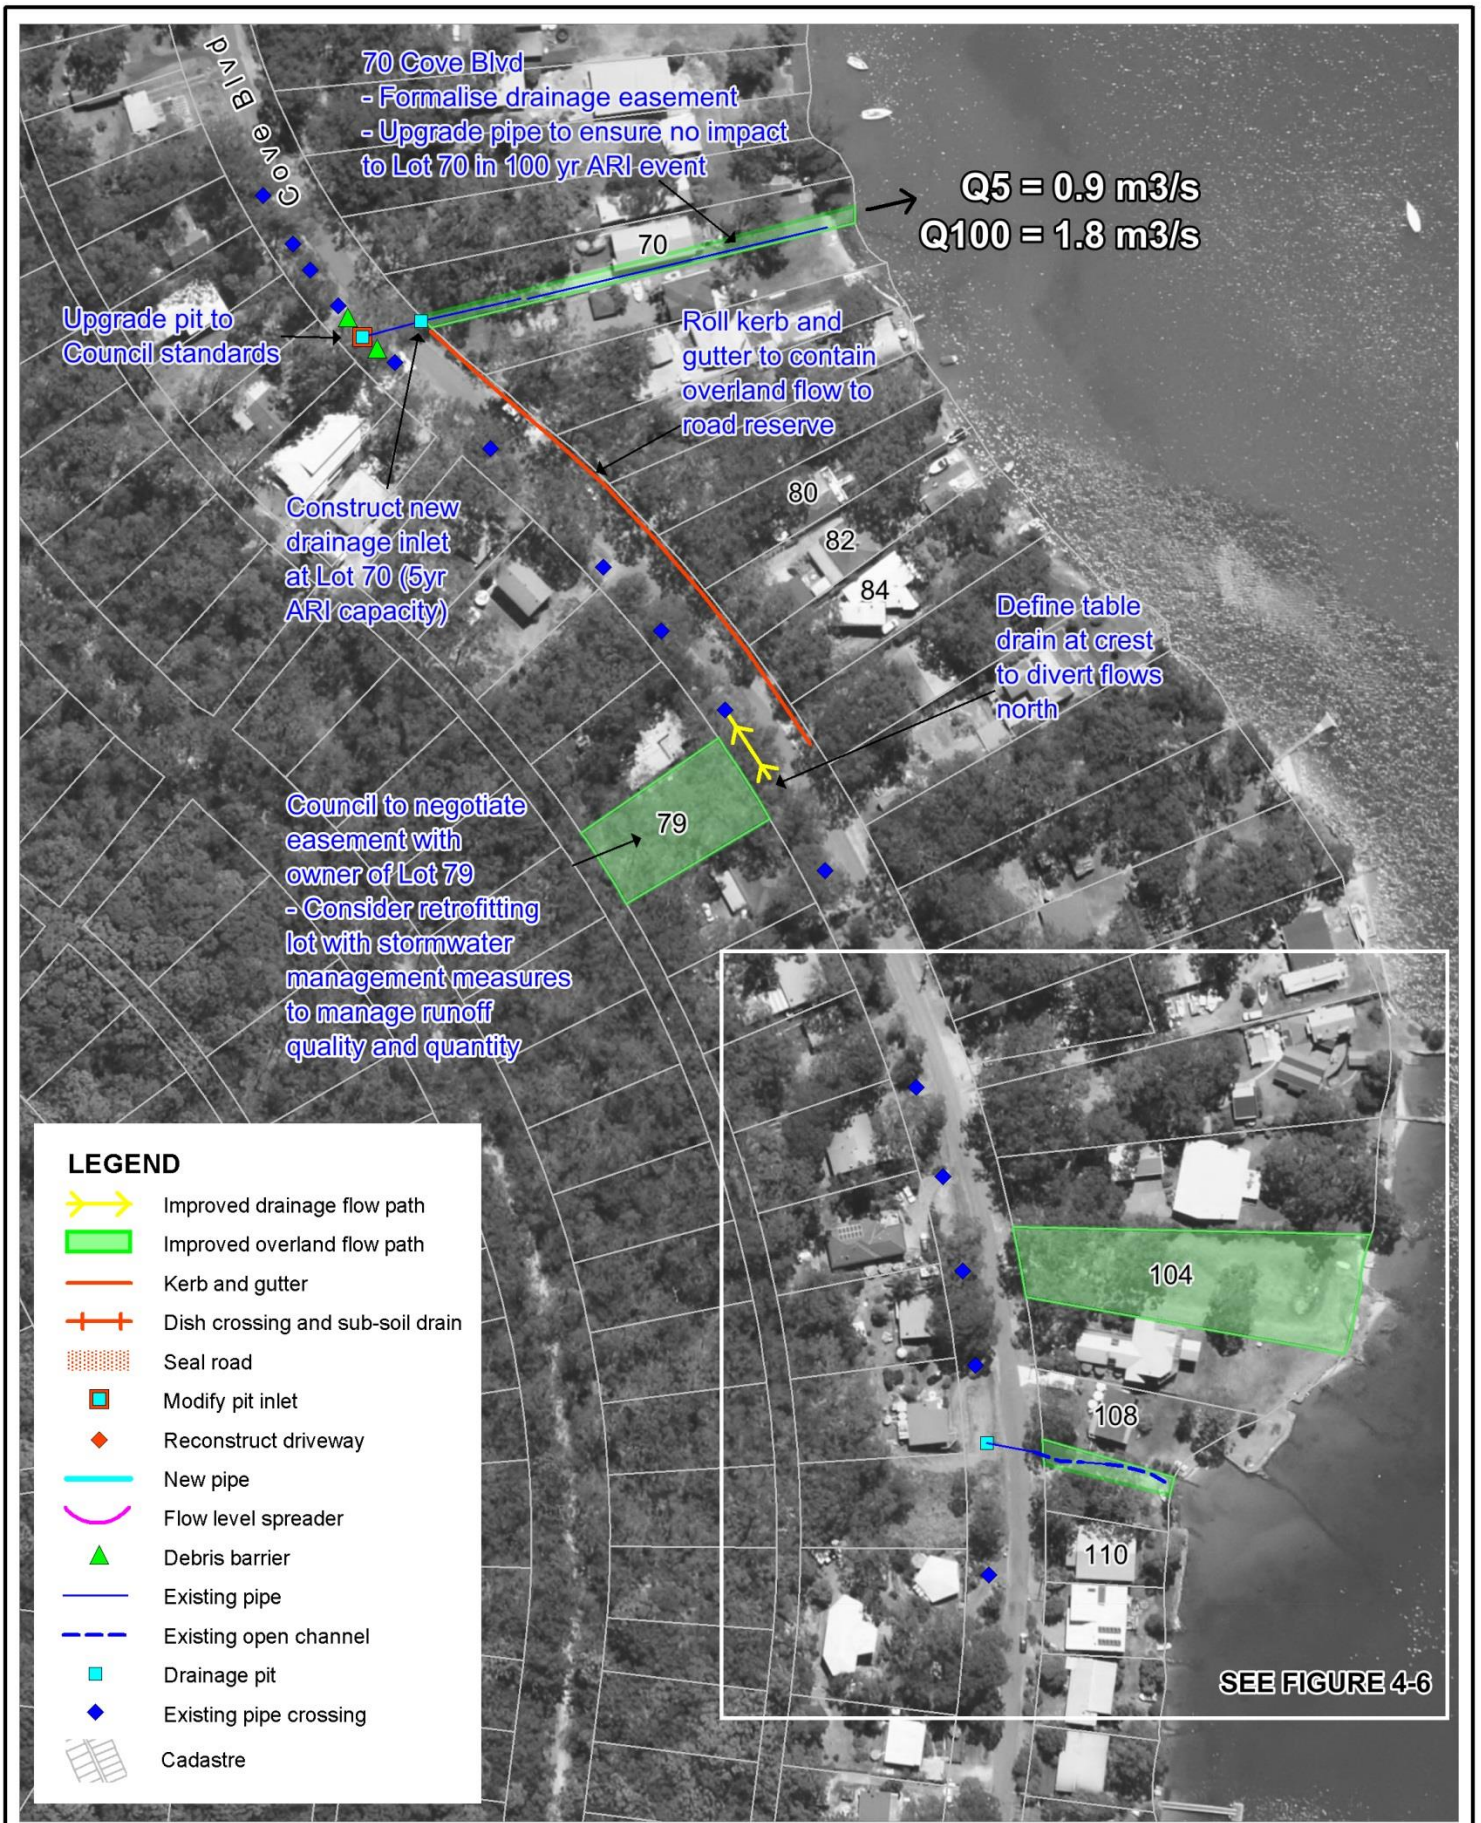 Cove Blvd
70 Cove Blvd
- Formalise drainage easement
- Upgrade pipe to ensure no impact
to Lot 70 in 100 yr ARI event
Q5 = 0.9 m3/s
Q100 = 1.8 m3/s
70
Upgrade pit to
Council standards
Roll kerb and
gutter to contain
overland flow to
road reserve
Construct new
drainage inlet
at Lot 70 (5yr
ARI capacity)
80
82
84
Define table
drain at crest
to divert flows
north
Council to negotiate
easement with
owner of Lot 79
- Consider retrofitting
lot with stormwater
management measures
to manage runoff
quality and quantity
79
104
108
110
SEE FIGURE 4-6
LEGEND
Improved drainage flow path
Improved overland flow path
Kerb and gutter
Dish crossing and sub-soil drain
Seal road
Modify pit inlet
Reconstruct driveway
New pipe
Flow level spreader
Debris barrier
Existing pipe
Existing open channel
Drainage pit
Existing pipe crossing
Cadastre